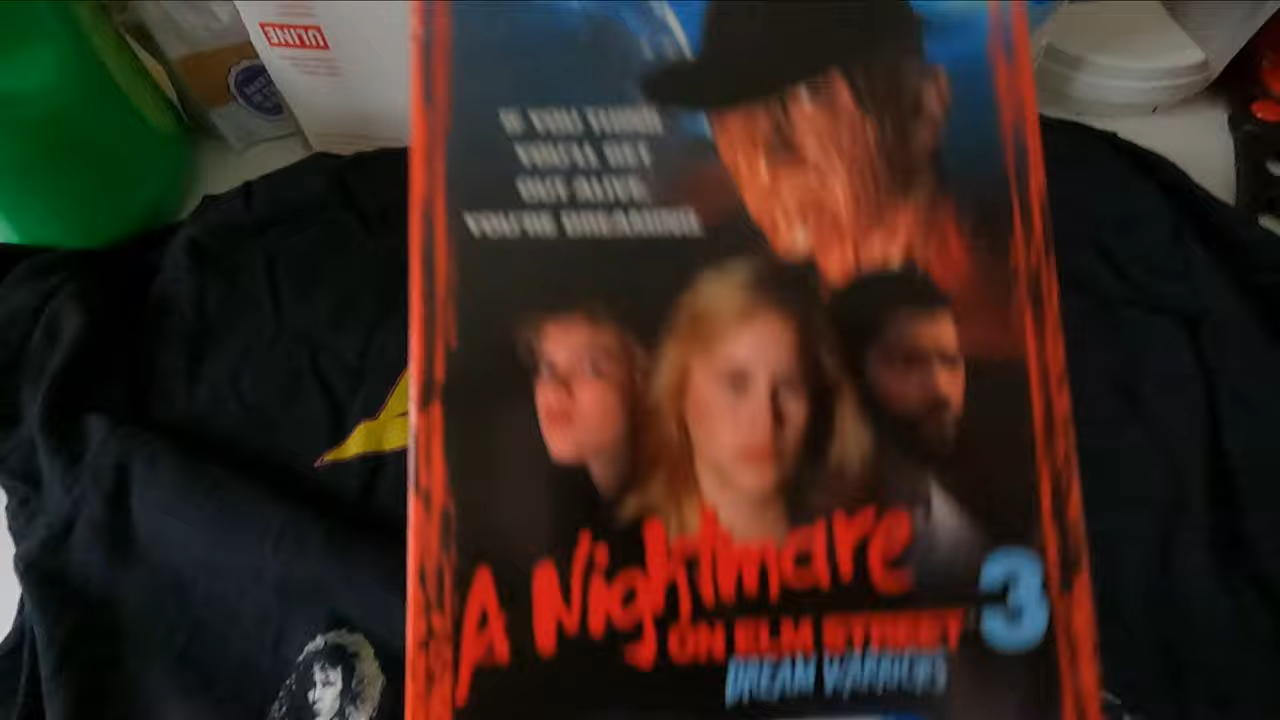 ULINE
IF YOU THINK
YOU'LL GET
OUT ALIVE,
YOU'RE DREAMING
A Nightmare
ON ELM STREET 3
DREAM WARRIORS